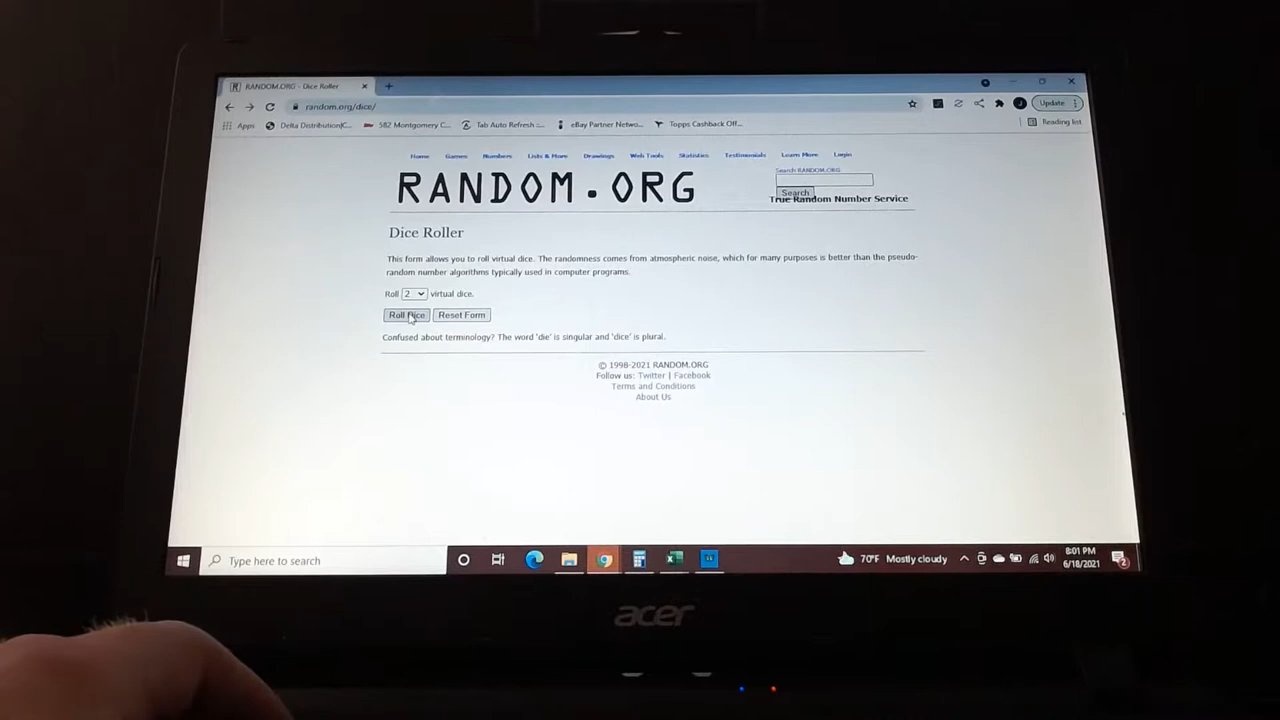 RANDOM.ORG - Dice Roller
random.org/dice/
Update
Apps Delta Distribution|C... 582 Montgomery C... Tab Auto Refresh :... eBay Partner Netwo... Topps Cashback Off...
Reading list
Home Games Numbers Lists & More Drawings Web Tools Statistics Testimonials Learn More Login
Search RANDOM.ORG
Search
RANDOM.ORG
True Random Number Service
Dice Roller
This form allows you to roll virtual dice. The randomness comes from atmospheric noise, which for many purposes is better than the pseudo-
random number algorithms typically used in computer programs.
Roll 2 virtual dice.
Roll Dice Reset Form
Confused about terminology? The word 'die' is singular and 'dice' is plural.
© 1998-2021 RANDOM.ORG
Follow us: Twitter | Facebook
Terms and Conditions
About Us
Type here to search
70°F Mostly cloudy
8:01 PM
6/18/2021
2
acer